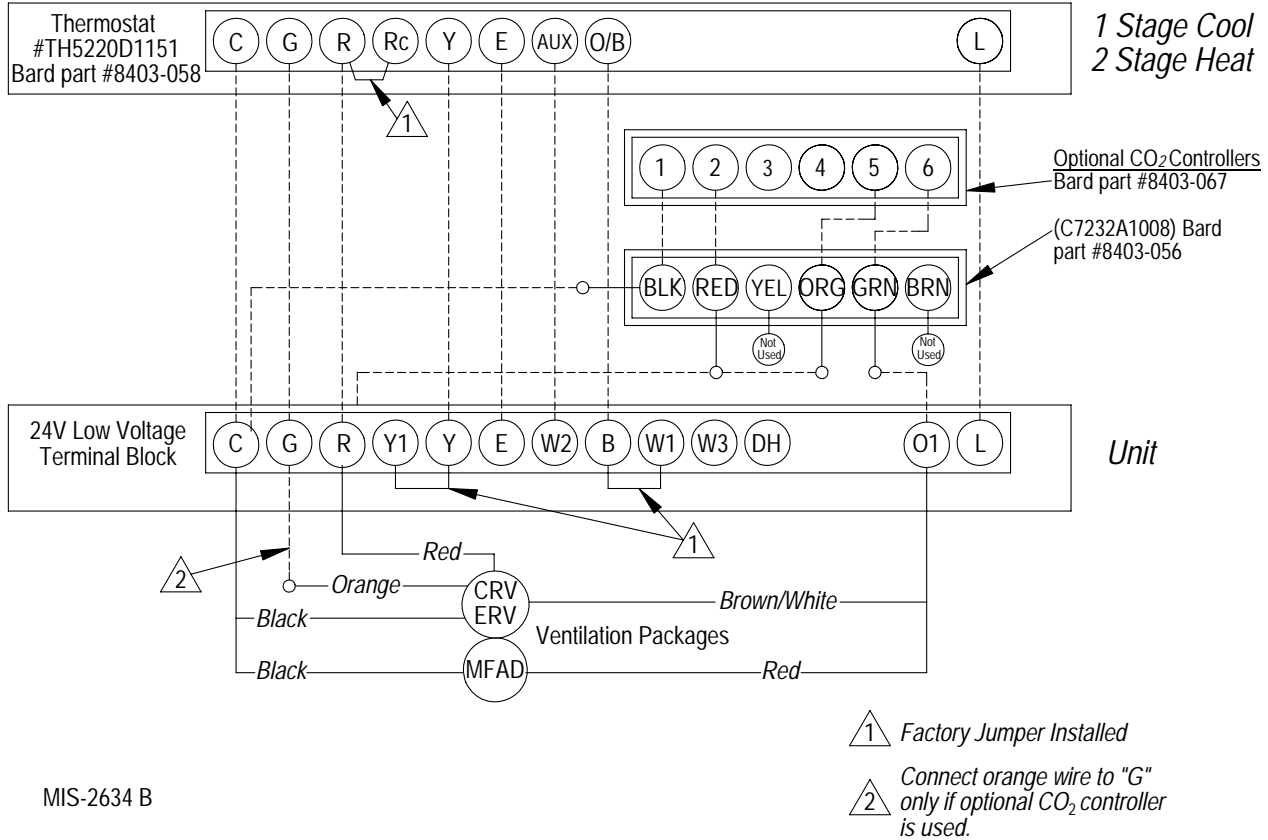 Thermostat
#TH5220D1151
Bard part #8403-058
C G R Rc Y E AUX O/B L
1 Stage Cool
2 Stage Heat
1
1 2 3 4 5 6
Optional CO₂ Controllers
Bard part #8403-067
(C7232A1008) Bard
part #8403-056
BLK RED YEL ORG GRN BRN
Not
Used
Not
Used
24V Low Voltage
Terminal Block
C G R Y1 Y E W2 B W1 W3 DH O1 L
Unit
1
2
Red
Orange
CRV
ERV
Brown/White
Black
Ventilation Packages
Black
MFAD
Red
1 Factory Jumper Installed
2 Connect orange wire to "G"
only if optional CO₂ controller
is used.
MIS-2634 B